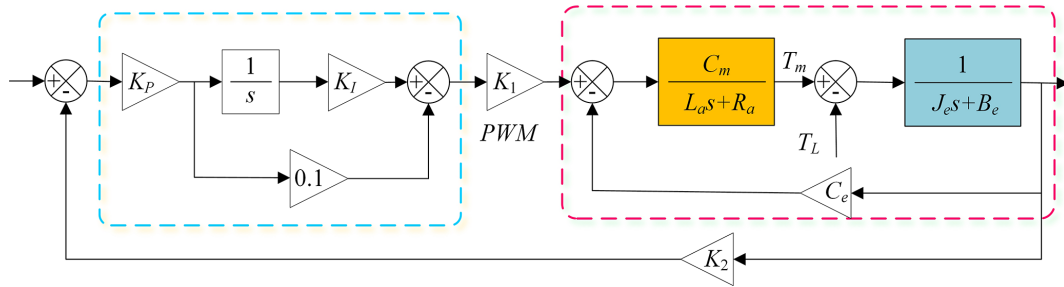 +
-
K_P
1
s
K_I
+
-
K_1
PWM
+
-
C_m
L_a s+R_a
T_m
+
-
T_L
1
J_e s+B_e
0.1
C_e
K_2